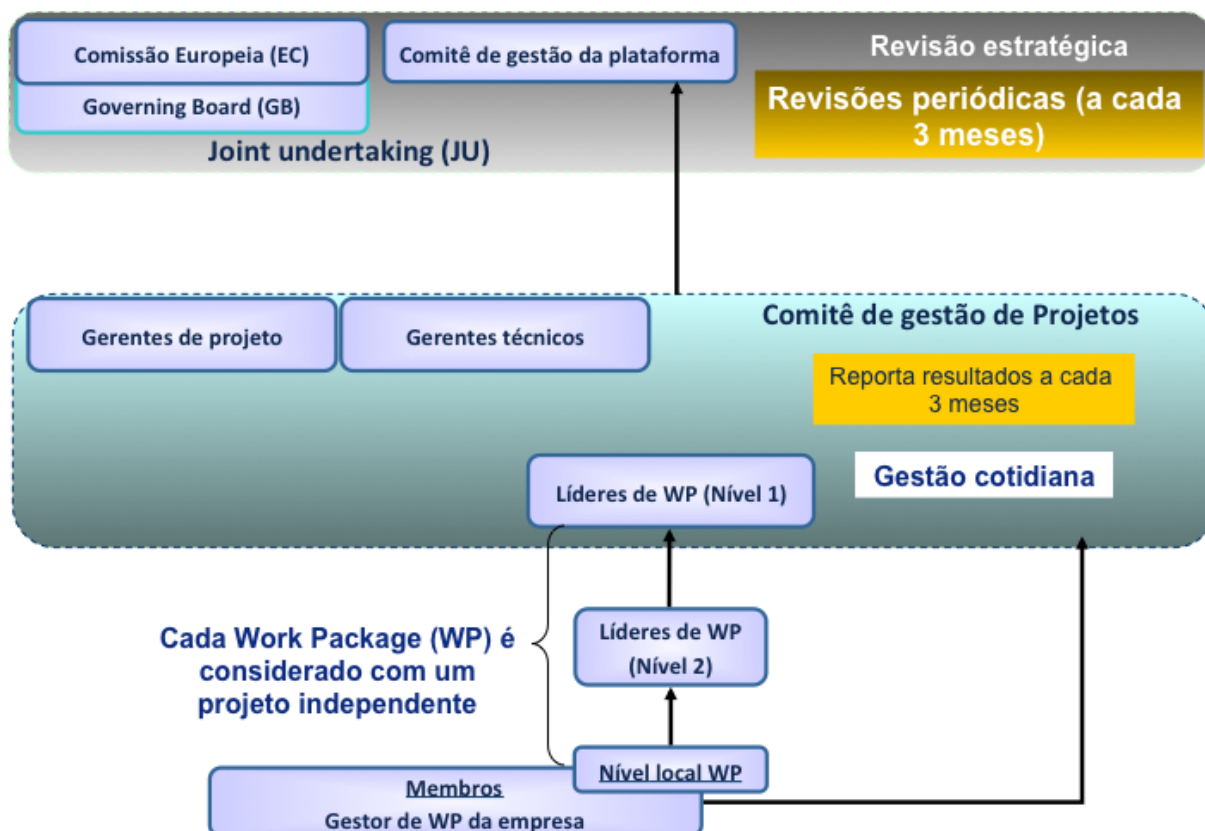 Comissão Europeia (EC)
Governing Board (GB)
Joint undertaking (JU)
Comitê de gestão da plataforma
Revisão estratégica
Revisões periódicas (a cada
3 meses)
Gerentes de projeto
Gerentes técnicos
Comitê de gestão de Projetos
Reporta resultados a cada
3 meses
Gestão cotidiana
Líderes de WP (Nível 1)
Cada Work Package (WP) é
considerado com um
projeto independente
Líderes de WP
(Nível 2)
Nível local WP
Membros
Gestor de WP da empresa